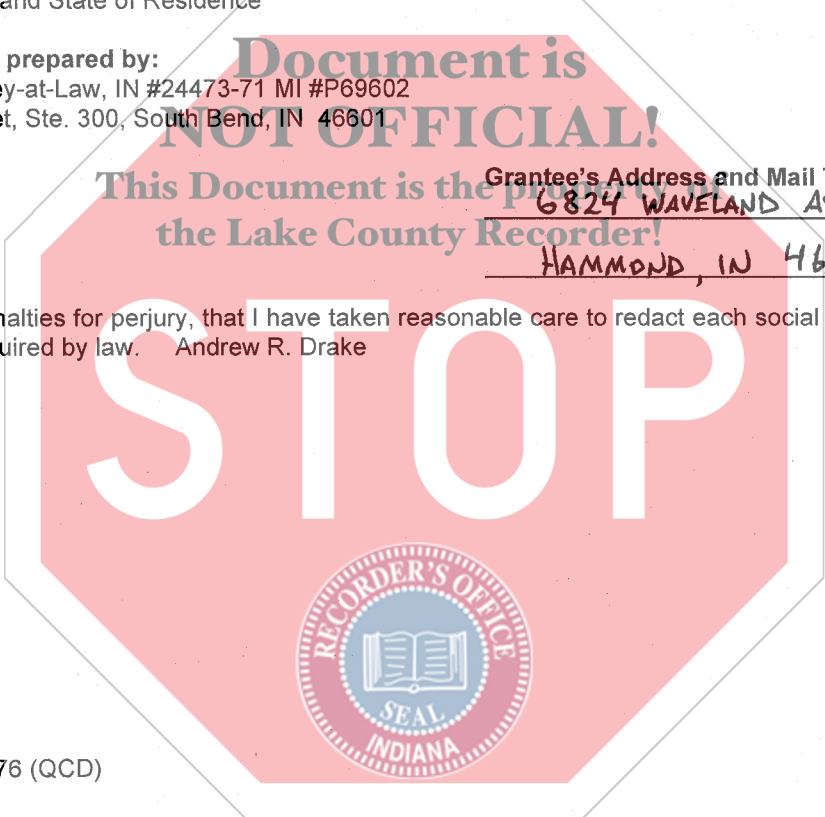 and State of Residence
prepared by:
ey-at-Law, IN #24473-71 MI #P69602
et, Ste. 300, South Bend, IN 46601
Document is
NOT OFFICIAL!
This Document is the property of
the Lake County Recorder!
Grantee's Address and Mail
6824 WAVELAND A
HAMMOND, IN 46
nalties for perjury, that I have taken reasonable care to redact each social
uired by law. Andrew R. Drake
STOP
RECORDER'S OFFICE
SEAL
INDIANA
76 (QCD)